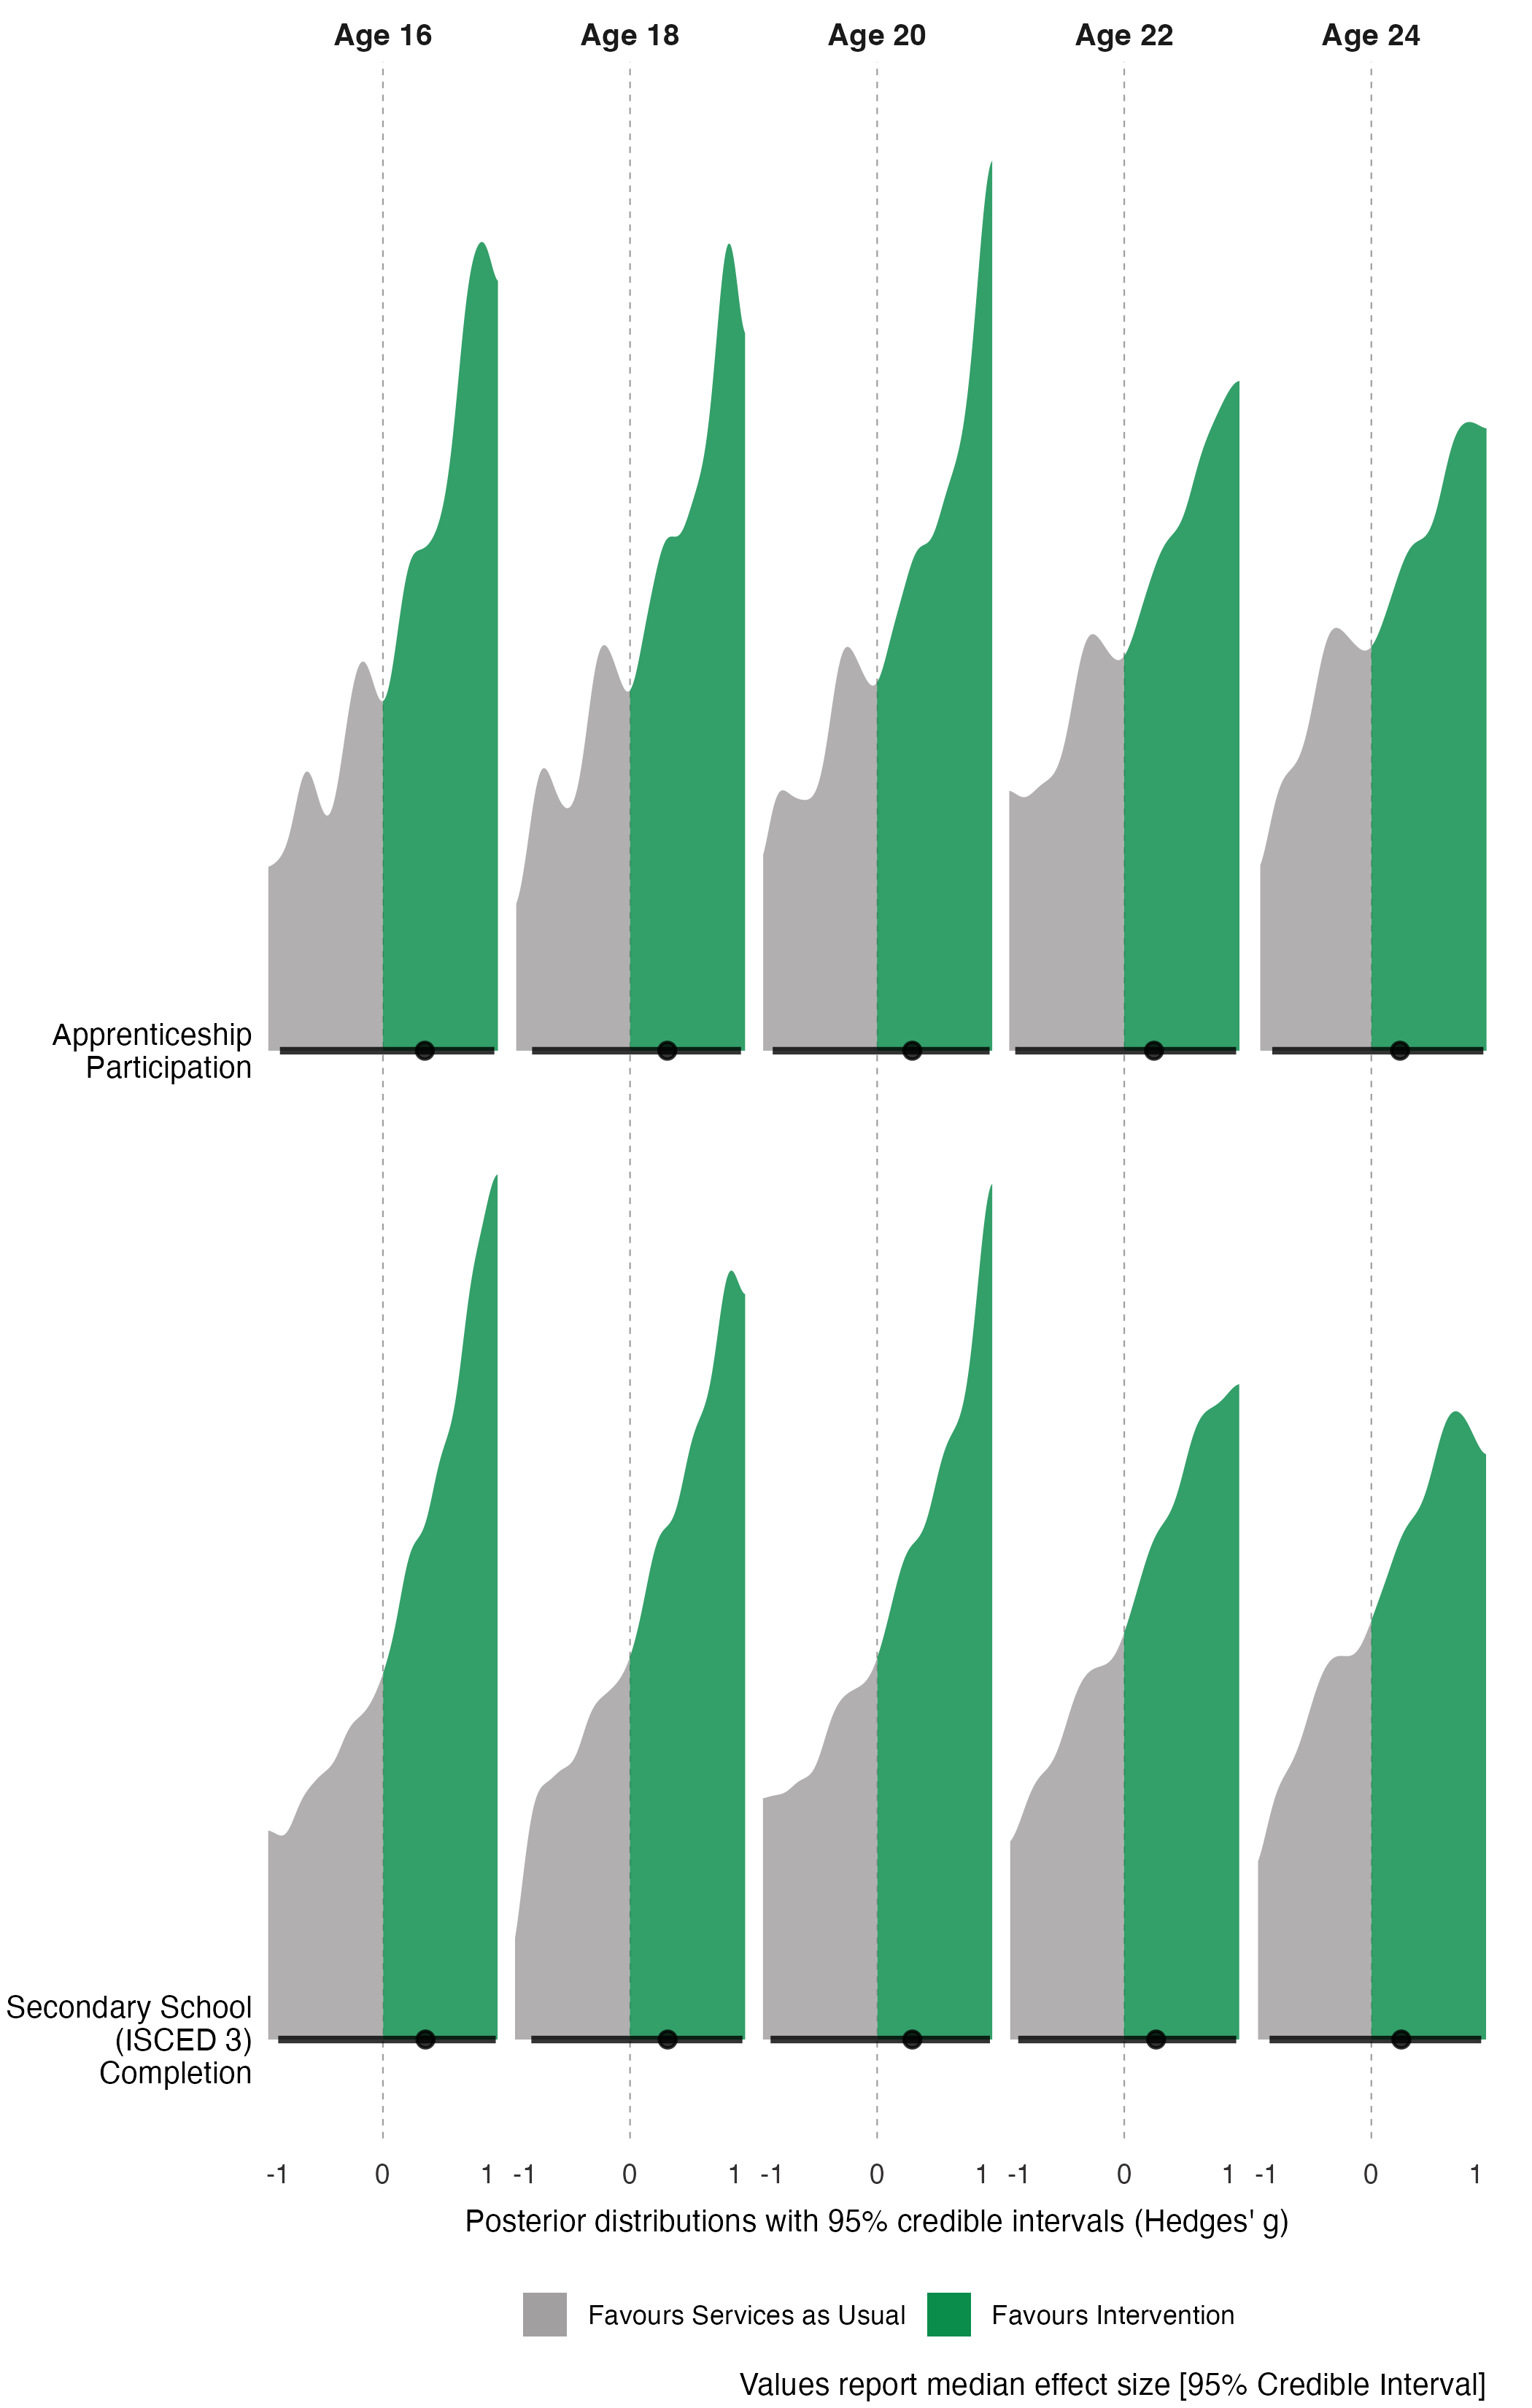 Age 16 Age 18 Age 20 Age 22 Age 24
Apprenticeship
Participation
Secondary School
(ISCED 3)
Completion
-1 0 1 -1 0 1 -1 0 1 -1 0 1 -1 0 1
Posterior distributions with 95% credible intervals (Hedges' g)
Favours Services as Usual Favours Intervention
Values report median effect size [95% Credible Interval]